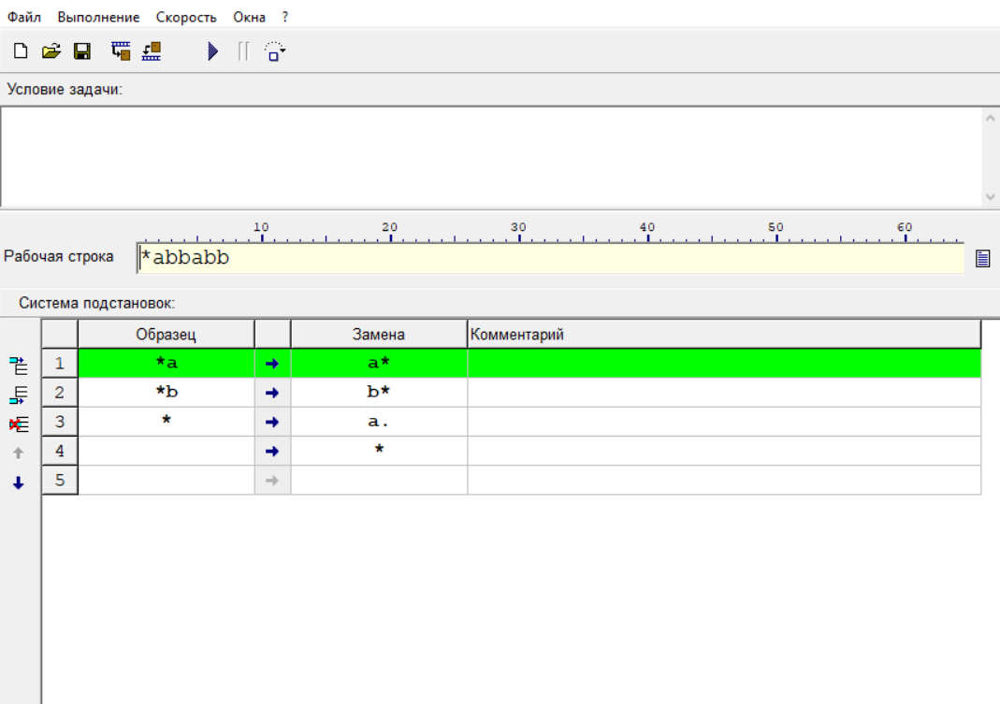 Файл Выполнение Скорость Окна ?
Условие задачи:
10 20 30 40 50 60
Рабочая строка *abbabb
Система подстановок:
Образец Замена Комментарий
1 *a → a*
2 *b → b*
3 * → a.
4 → *
5 →